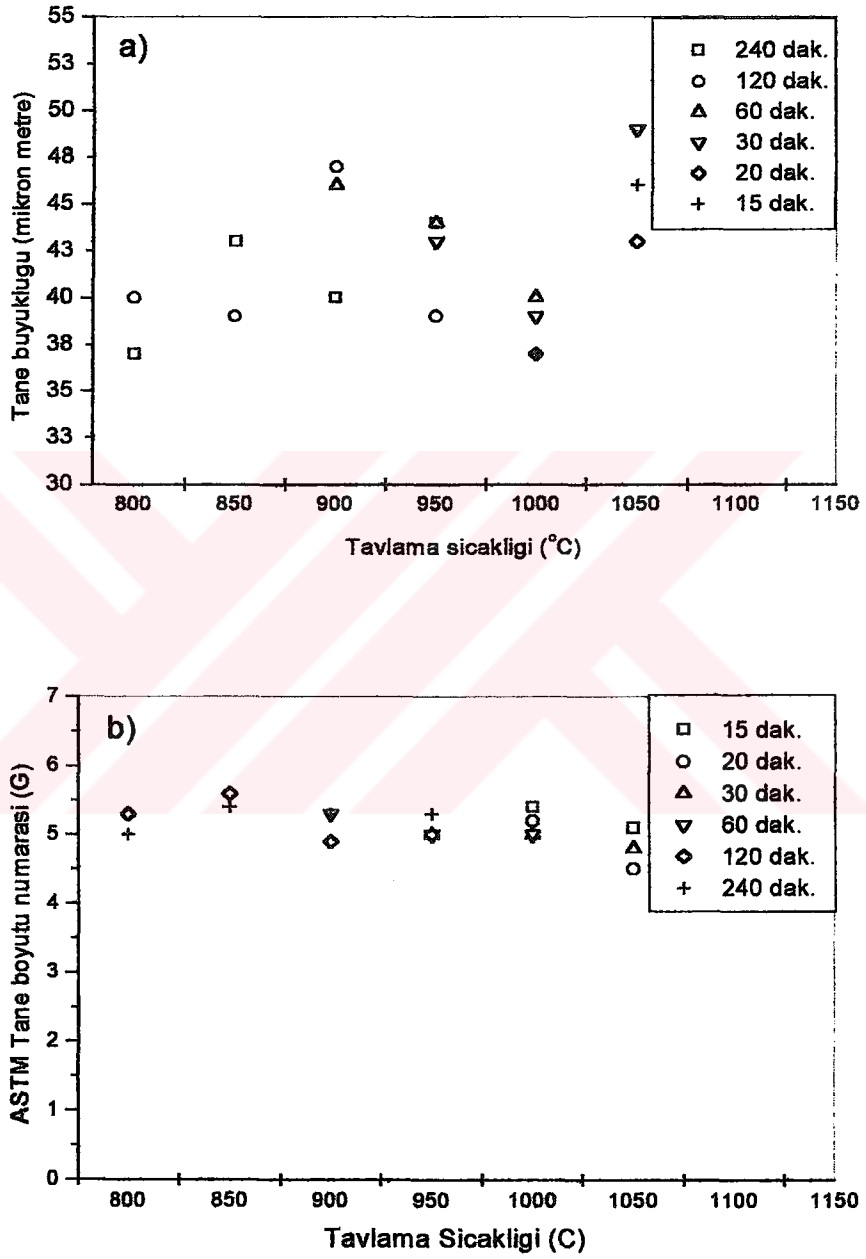 a)
Tane buyuklugu (mikron metre)
55
53
50
48
45
43
40
38
35
33
30
240 dak.
120 dak.
60 dak.
30 dak.
20 dak.
15 dak.
800 850 900 950 1000 1050 1100 1150
Tavlama sicakligi (°C)
b)
ASTM Tane boyutu numarasi (G)
7
6
5
4
3
2
1
0
15 dak.
20 dak.
30 dak.
60 dak.
120 dak.
240 dak.
800 850 900 950 1000 1050 1100 1150
Tavlama Sicakligi (C)